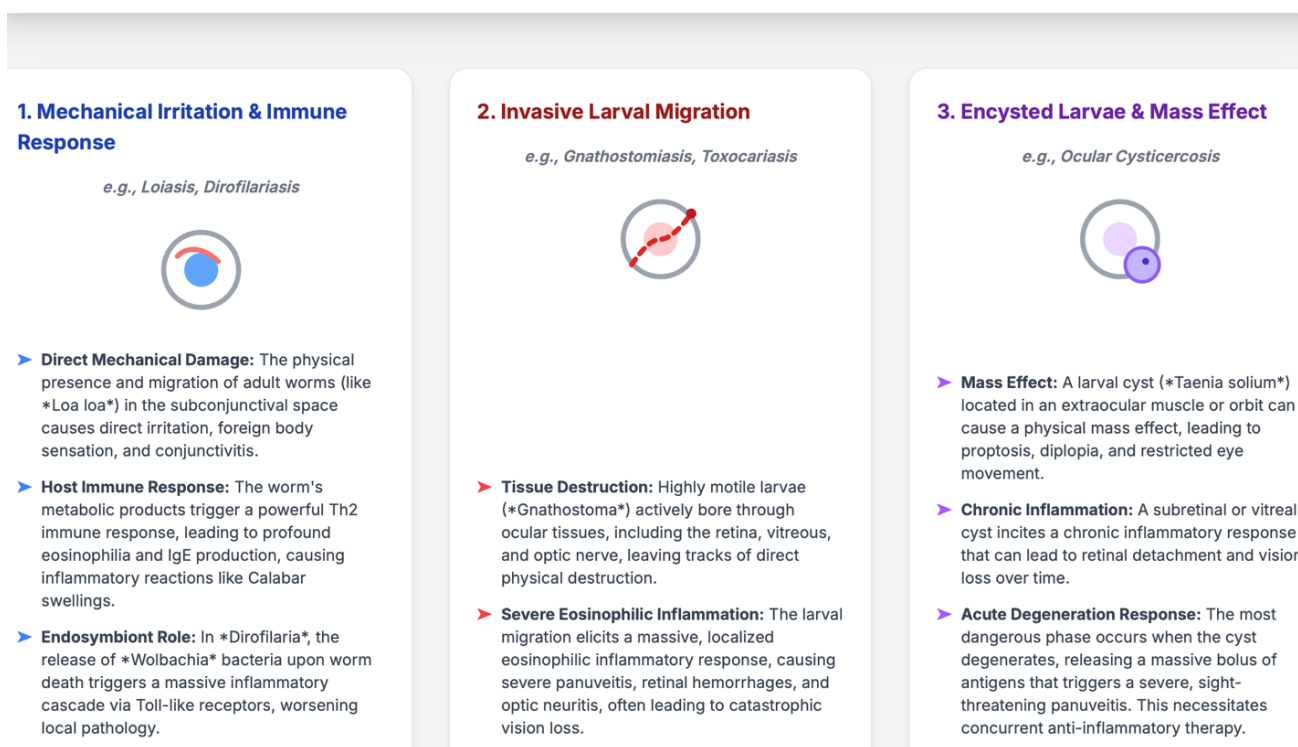 1. Mechanical Irritation & Immune
Response
e.g., Loiasis, Dirofilariasis
➤ Direct Mechanical Damage: The physical
presence and migration of adult worms (like
*Loa loa*) in the subconjunctival space
causes direct irritation, foreign body
sensation, and conjunctivitis.
➤ Host Immune Response: The worm's
metabolic products trigger a powerful Th2
immune response, leading to profound
eosinophilia and IgE production, causing
inflammatory reactions like Calabar
swellings.
➤ Endosymbiont Role: In *Dirofilaria*, the
release of *Wolbachia* bacteria upon worm
death triggers a massive inflammatory
cascade via Toll-like receptors, worsening
local pathology.
2. Invasive Larval Migration
e.g., Gnathostomiasis, Toxocariasis
➤ Tissue Destruction: Highly motile larvae
(*Gnathostoma*) actively bore through
ocular tissues, including the retina, vitreous,
and optic nerve, leaving tracks of direct
physical destruction.
➤ Severe Eosinophilic Inflammation: The larval
migration elicits a massive, localized
eosinophilic inflammatory response, causing
severe panuveitis, retinal hemorrhages, and
optic neuritis, often leading to catastrophic
vision loss.
3. Encysted Larvae & Mass Effect
e.g., Ocular Cysticercosis
➤ Mass Effect: A larval cyst (*Taenia solium*)
located in an extraocular muscle or orbit can
cause a physical mass effect, leading to
proptosis, diplopia, and restricted eye
movement.
➤ Chronic Inflammation: A subretinal or vitreal
cyst incites a chronic inflammatory response
that can lead to retinal detachment and vision
loss over time.
➤ Acute Degeneration Response: The most
dangerous phase occurs when the cyst
degenerates, releasing a massive bolus of
antigens that triggers a severe, sight-
threatening panuveitis. This necessitates
concurrent anti-inflammatory therapy.